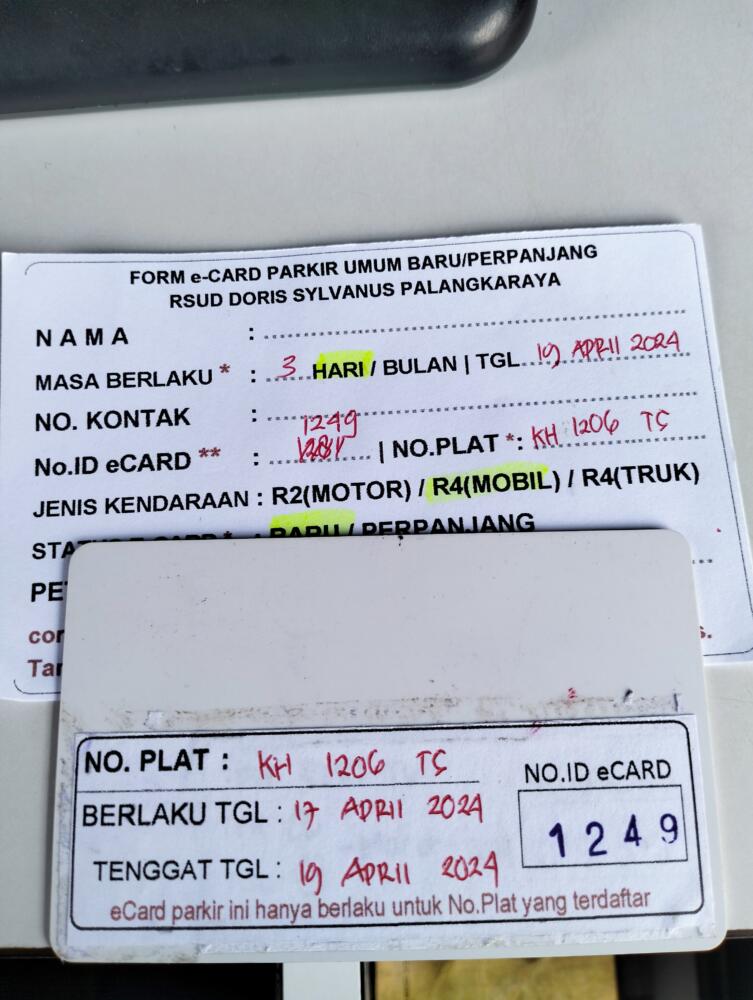 FORM e-CARD PARKIR UMUM BARU/PERPANJANG
RSUD DORIS SYLVANUS PALANGKARAYA
NAMA :
MASA BERLAKU * : 3 HARI / BULAN | TGL 19 APRIL 2024
NO. KONTAK :
1249
No.ID eCARD ** : | NO.PLAT *: KH 1206 TS
JENIS KENDARAAN : R2(MOTOR) / R4(MOBIL) / R4(TRUK)
: BARU / PERPANJANG
NO. PLAT : KH 1206 TS
NO.ID eCARD
BERLAKU TGL : 17 APRIL 2024
1249
TENGGAT TGL : 19 APRIL 2024
eCard parkir ini hanya berlaku untuk No.Plat yang terdaftar